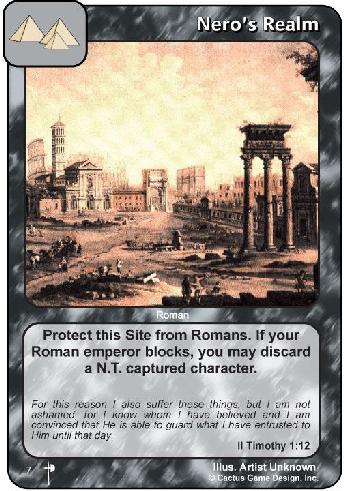 Nero's Realm
Roman
Protect this Site from Romans. If your
Roman emperor blocks, you may discard
a N.T. captured character.
For this reason I also suffer these things, but I am not
ashamed: for I know whom I have believed and I am
convinced that He is able to guard what I have entrusted to
Him until that day.
II Timothy 1:12
Illus. Artist Unknown
© Cactus Game Design, Inc.